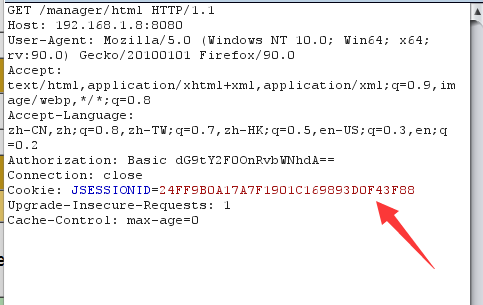 GET /manager/html HTTP/1.1
Host: 192.168.1.8:8080
User-Agent: Mozilla/5.0 (Windows NT 10.0; Win64; x64;
rv:90.0) Gecko/20100101 Firefox/90.0
Accept:
text/html,application/xhtml+xml,application/xml;q=0.9,im
age/webp,*/*;q=0.8
Accept-Language:
zh-CN,zh;q=0.8,zh-TW;q=0.7,zh-HK;q=0.5,en-US;q=0.3,en;q
=0.2
Authorization: Basic dG9tY2F0OnRvbWNhdA==
Connection: close
Cookie: JSESSIONID=24FF9B0A17A7F1901C169893D0F43F88
Upgrade-Insecure-Requests: 1
Cache-Control: max-age=0